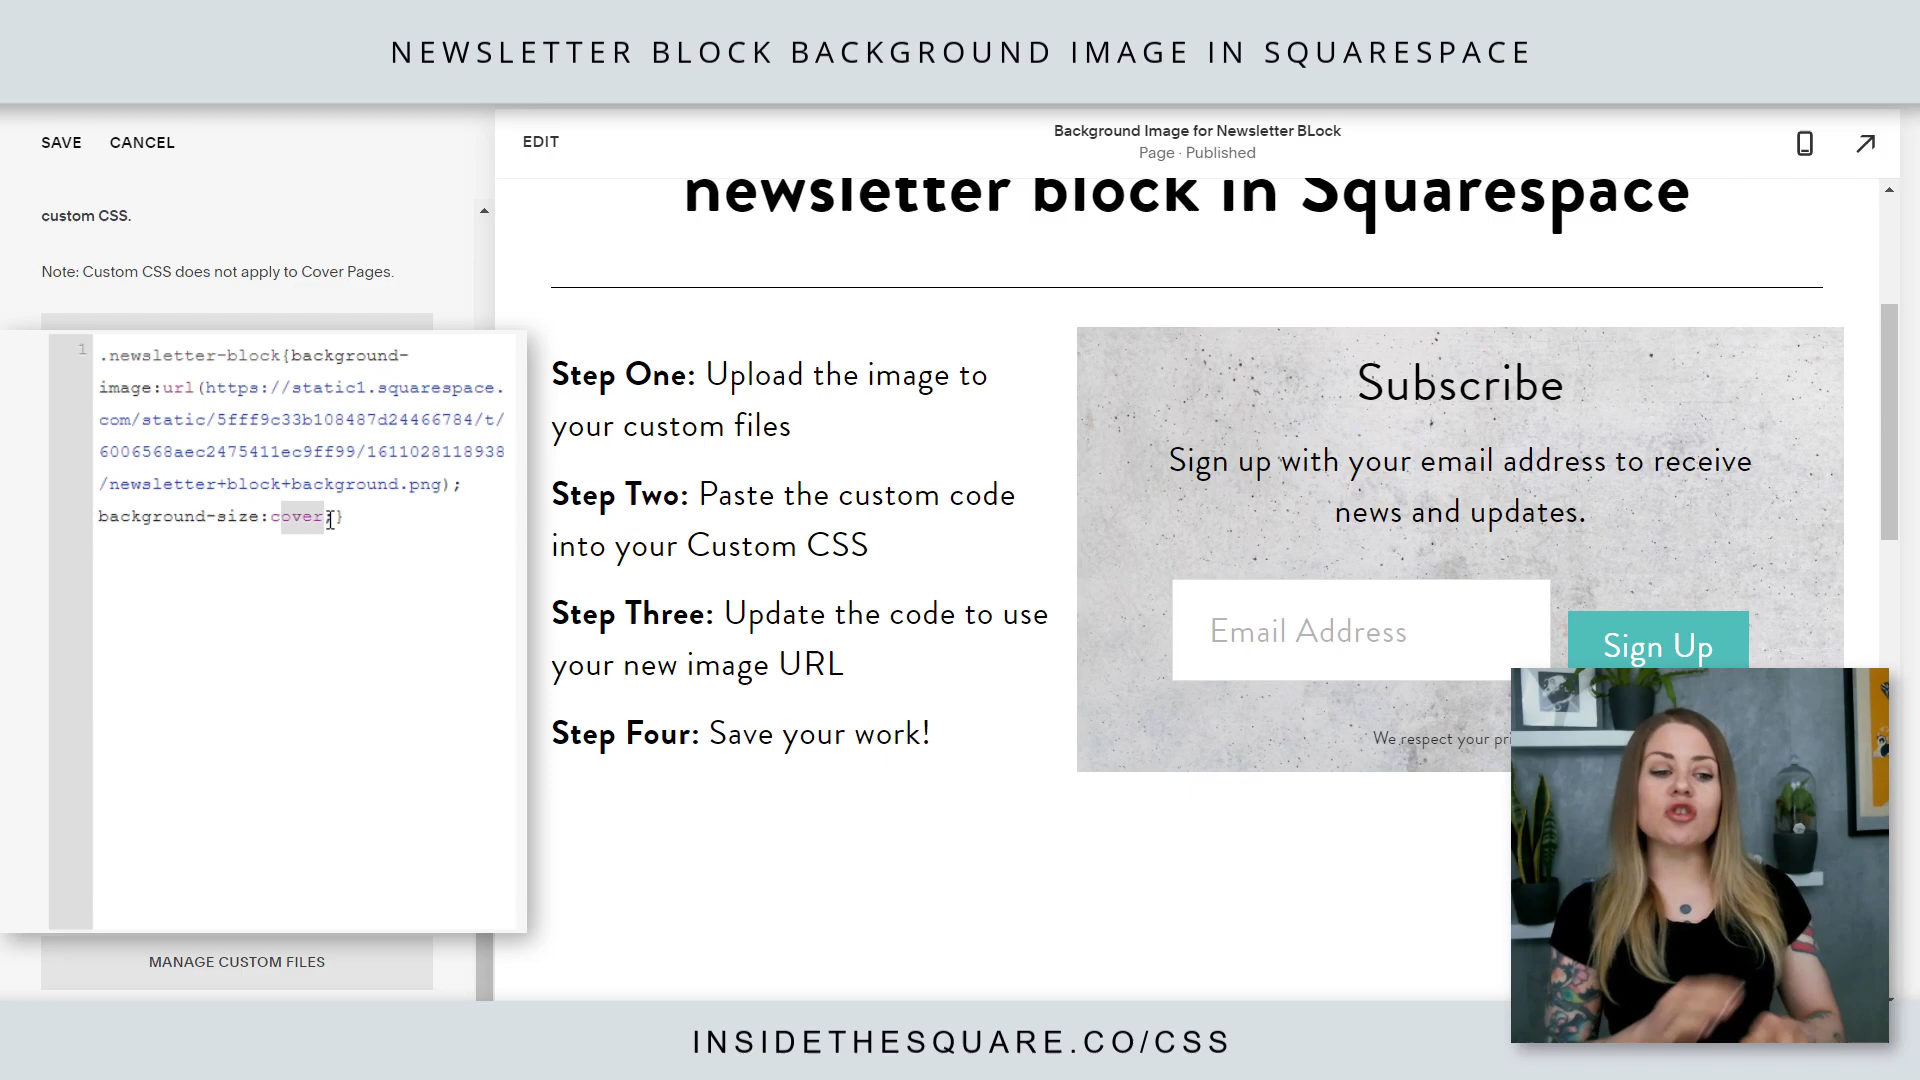 NEWSLETTER BLOCK BACKGROUND IMAGE IN SQUARESPACE
SAVE CANCEL
custom CSS.
Note: Custom CSS does not apply to Cover Pages.
1
.newsletter-block{background-
image:url(https://static1.squarespace.
com/static/5fff9c33b108487d24466784/t/
6006568aec2475411ec9ff99/1611028118938
/newsletter+block+background.png);
background-size:cover;}
MANAGE CUSTOM FILES
EDIT
Background Image for Newsletter BLock
Page · Published
newsletter block in Squarespace
Step One: Upload the image to
your custom files
Step Two: Paste the custom code
into your Custom CSS
Step Three: Update the code to use
your new image URL
Step Four: Save your work!
Subscribe
Sign up with your email address to receive
news and updates.
Email Address
Sign Up
We respect your
INSIDETHESQUARE.CO/CSS